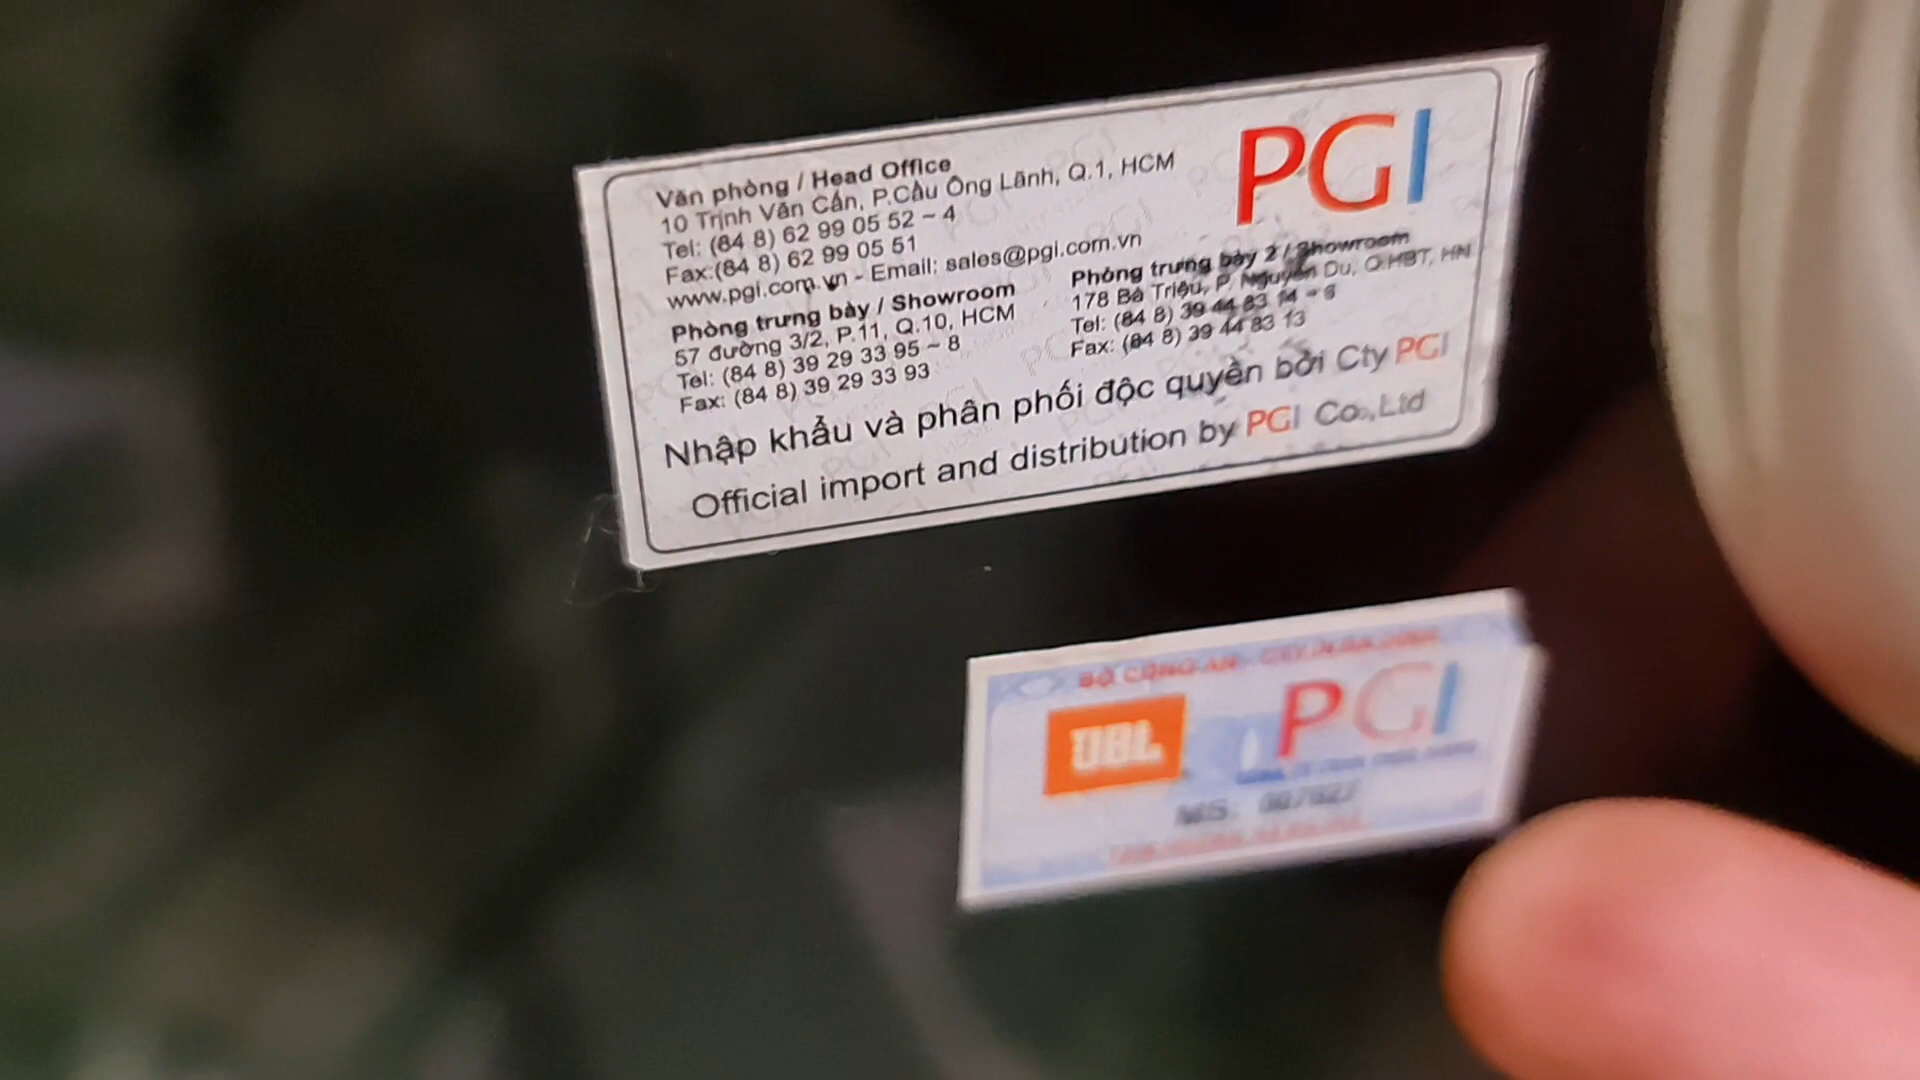 PGI
Văn phòng / Head Office
10 Trịnh Văn Cấn, P.Cầu Ông Lãnh, Q.1, HCM
Tel: (84 8) 62 99 05 52 ~ 4
Fax:(84 8) 62 99 05 51
www.pgi.com.vn - Email: sales@pgi.com.vn
Phòng trưng bày / Showroom
57 đường 3/2, P.11, Q.10, HCM
Tel: (84 8) 39 29 33 95 ~ 8
Fax: (84 8) 39 29 33 93
Phòng trưng bày 2 / Showroom
178 Bà Triệu, P. Nguyễn Du, Q.HBT, HN
Tel: (84 8) 39 44 83 14 ~ 6
Fax: (84 8) 39 44 83 13
Nhập khẩu và phân phối độc quyền bởi Cty PGI
Official import and distribution by PGI Co.,Ltd
BỘ CÔNG AN
JBL PGI
MS: